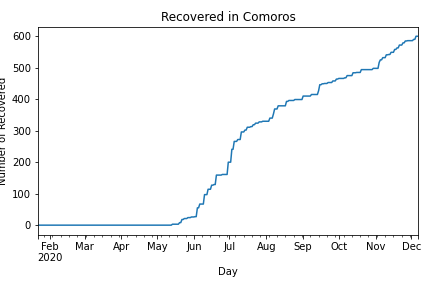 Recovered in Comoros
Number of Recovered
600
500
400
300
200
100
0
Feb Mar Apr May Jun Jul Aug Sep Oct Nov Dec
2020
Day